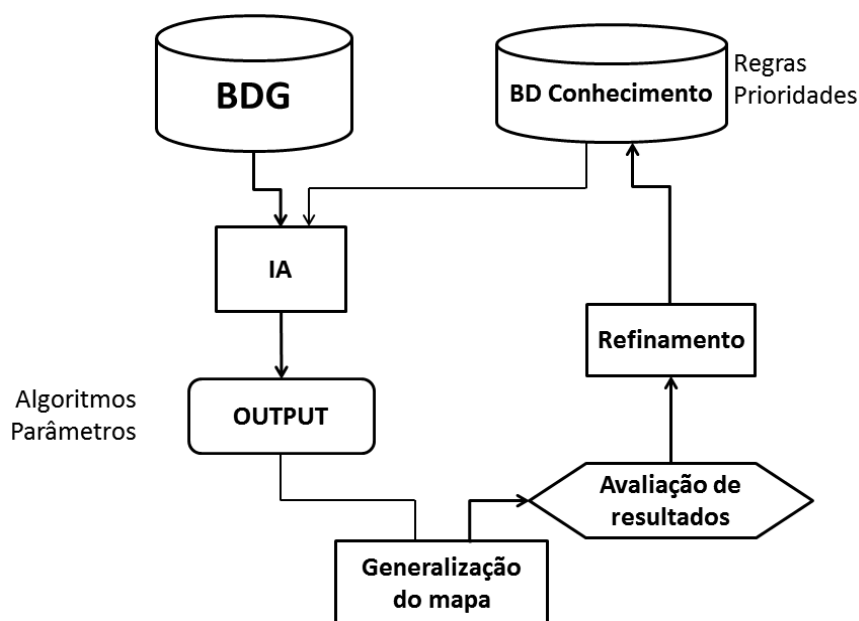 BDG
BD Conhecimento
Regras
Prioridades
IA
Refinamento
Algoritmos
Parâmetros
OUTPUT
Avaliação de
resultados
Generalização
do mapa